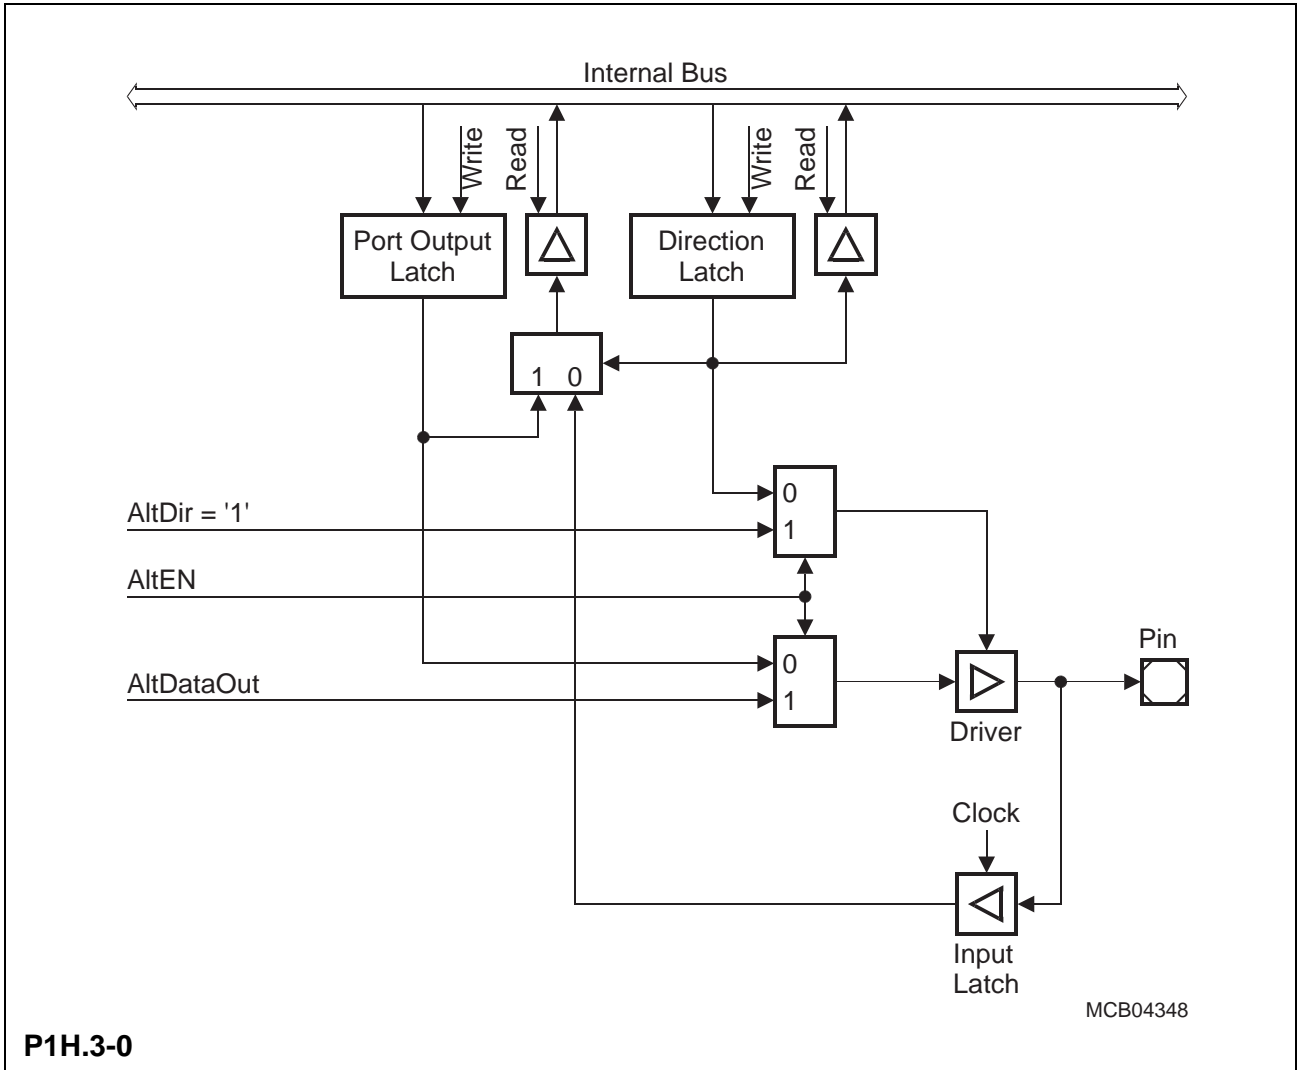 Internal Bus
Write
Read
Write
Read
Port Output
Latch
Direction
Latch
1 0
0
1
AltDir = '1'
AltEN
0
1
AltDataOut
Pin
Driver
Clock
Input
Latch
MCB04348
P1H.3-0